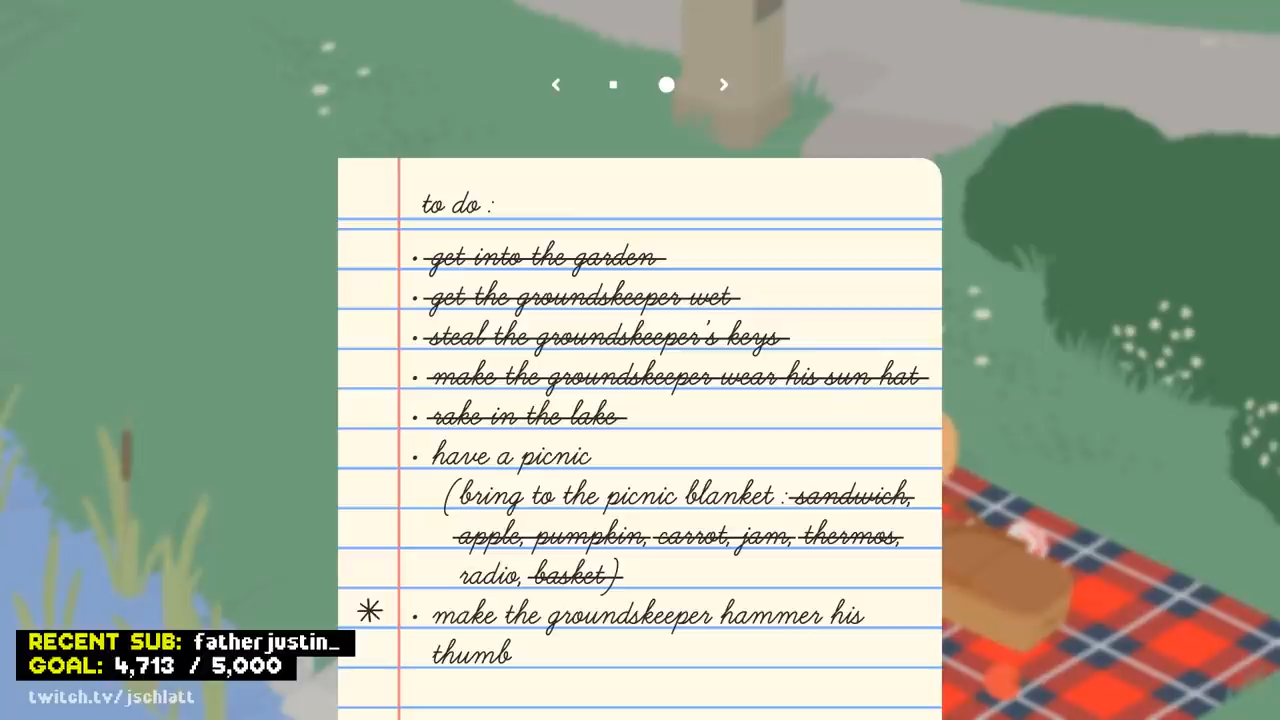 to do :
• get into the garden
• get the groundskeeper wet
• steal the groundskeeper's keys
• make the groundskeeper wear his sun hat
• rake in the lake
• have a picnic
(bring to the picnic blanket : sandwich,
apple, pumpkin, carrot, jam, thermos,
radio, basket)
• make the groundskeeper hammer his
thumb
RECENT SUB: fatherjustin_
GOAL: 4,713 / 5,000
twitch.tv/jschlatt